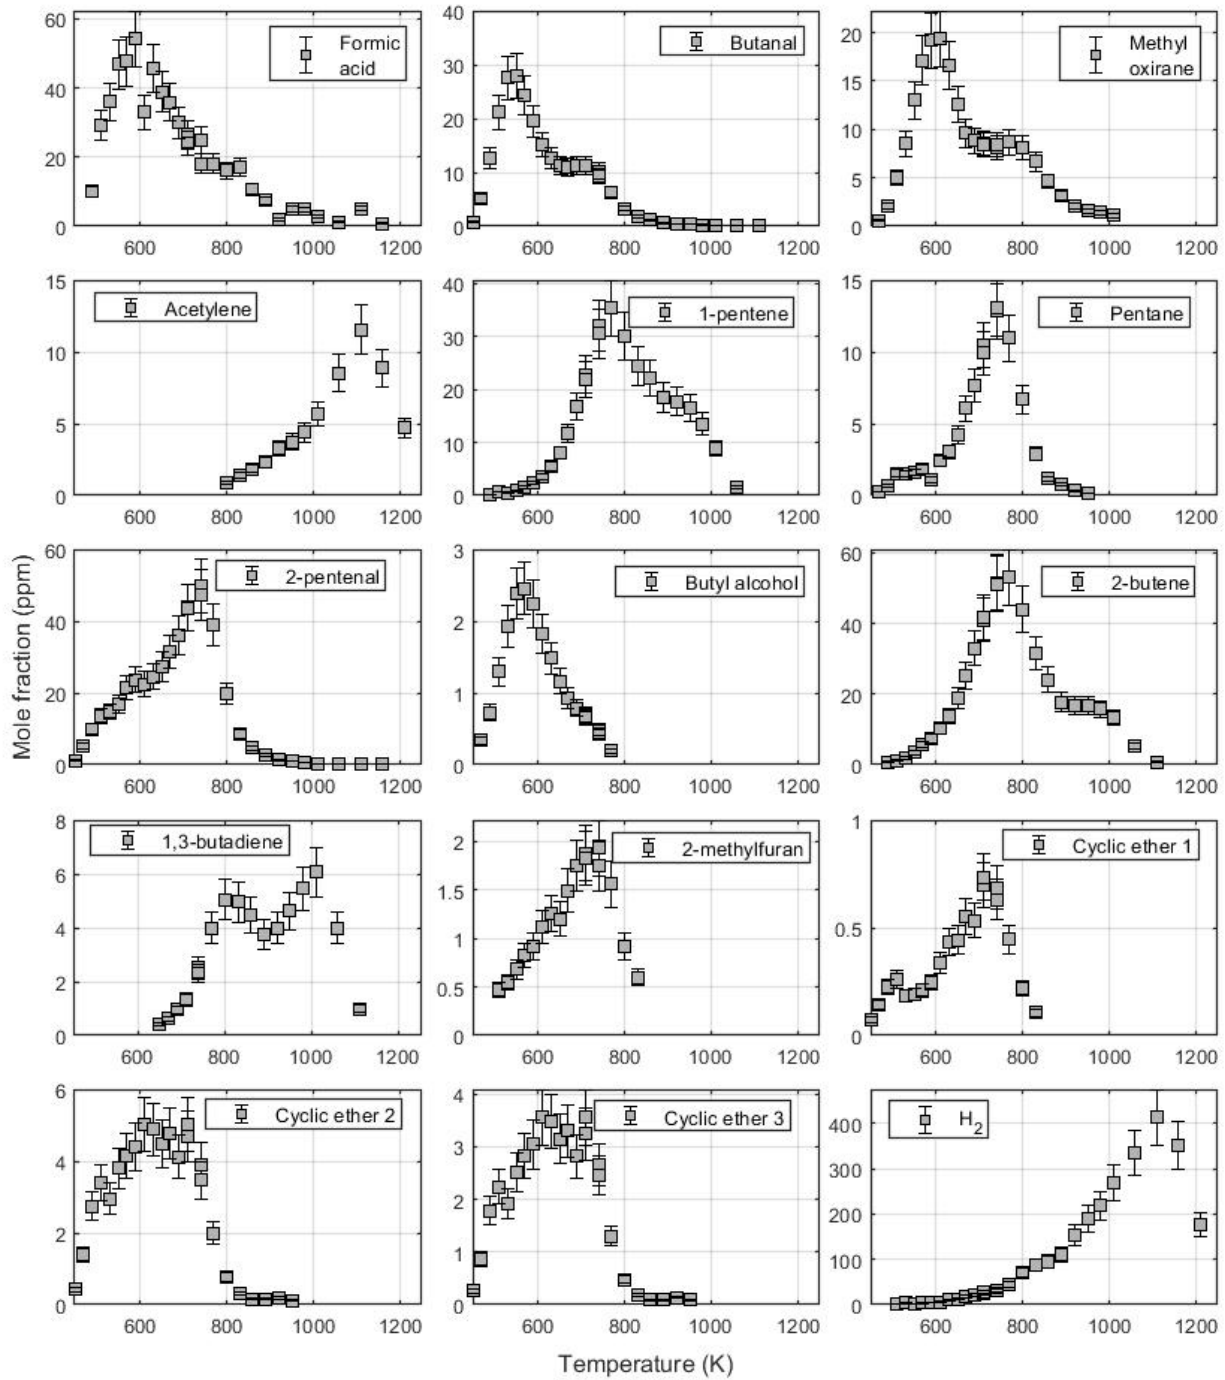 Formic
acid
60
40
20
0
600 800 1000 1200
Butanal
40
30
20
10
0
600 800 1000 1200
Methyl
oxirane
20
15
10
5
0
600 800 1000 1200
Acetylene
15
10
5
0
600 800 1000 1200
1-pentene
40
30
20
10
0
600 800 1000 1200
Pentane
15
10
5
0
600 800 1000 1200
Mole fraction (ppm)
2-pentenal
60
40
20
0
600 800 1000 1200
Butyl alcohol
3
2
1
0
600 800 1000 1200
2-butene
60
40
20
0
600 800 1000 1200
1,3-butadiene
8
6
4
2
0
600 800 1000 1200
2-methylfuran
2
1.5
1
0.5
0
600 800 1000 1200
Cyclic ether 1
1
0.5
0
600 800 1000 1200
Cyclic ether 2
6
4
2
0
600 800 1000 1200
Cyclic ether 3
4
3
2
1
0
600 800 1000 1200
H2
400
300
200
100
0
600 800 1000 1200
Temperature (K)